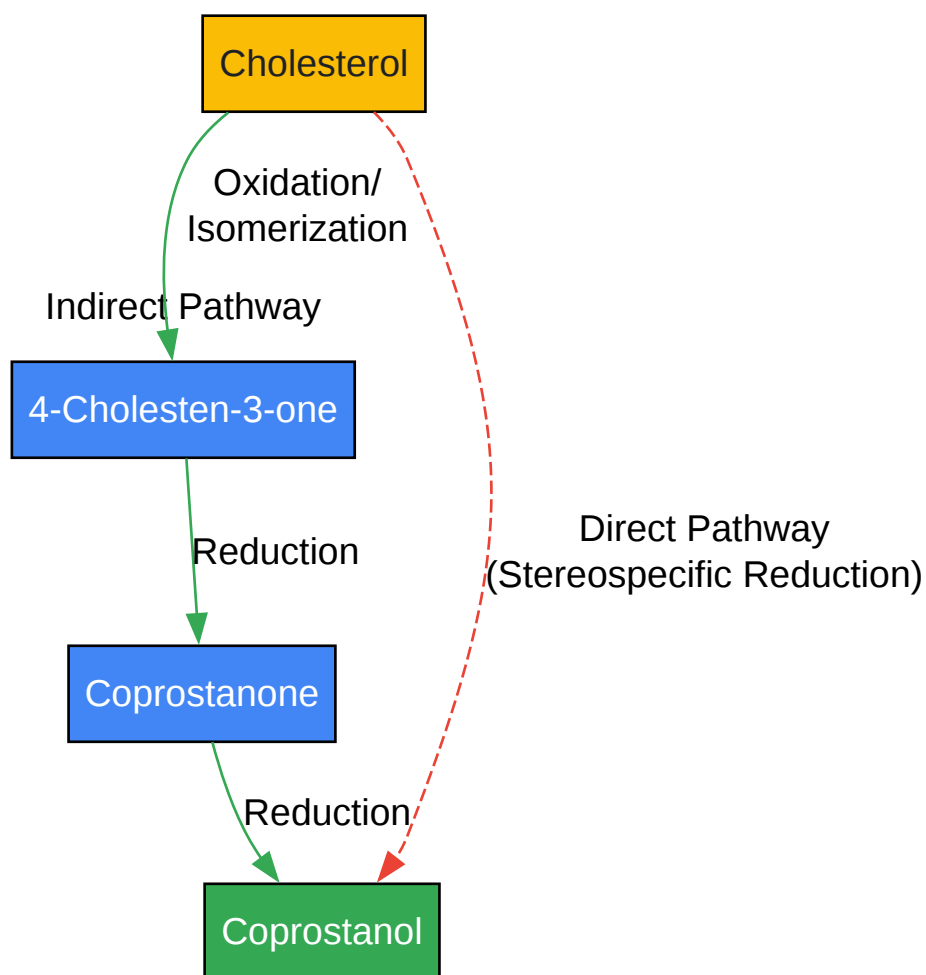 Cholesterol
Oxidation/
Isomerization
Indirect Pathway
4-Cholesten-3-one
Reduction
Direct Pathway
(Stereospecific Reduction)
Coprostanone
Reduction
Coprostanol